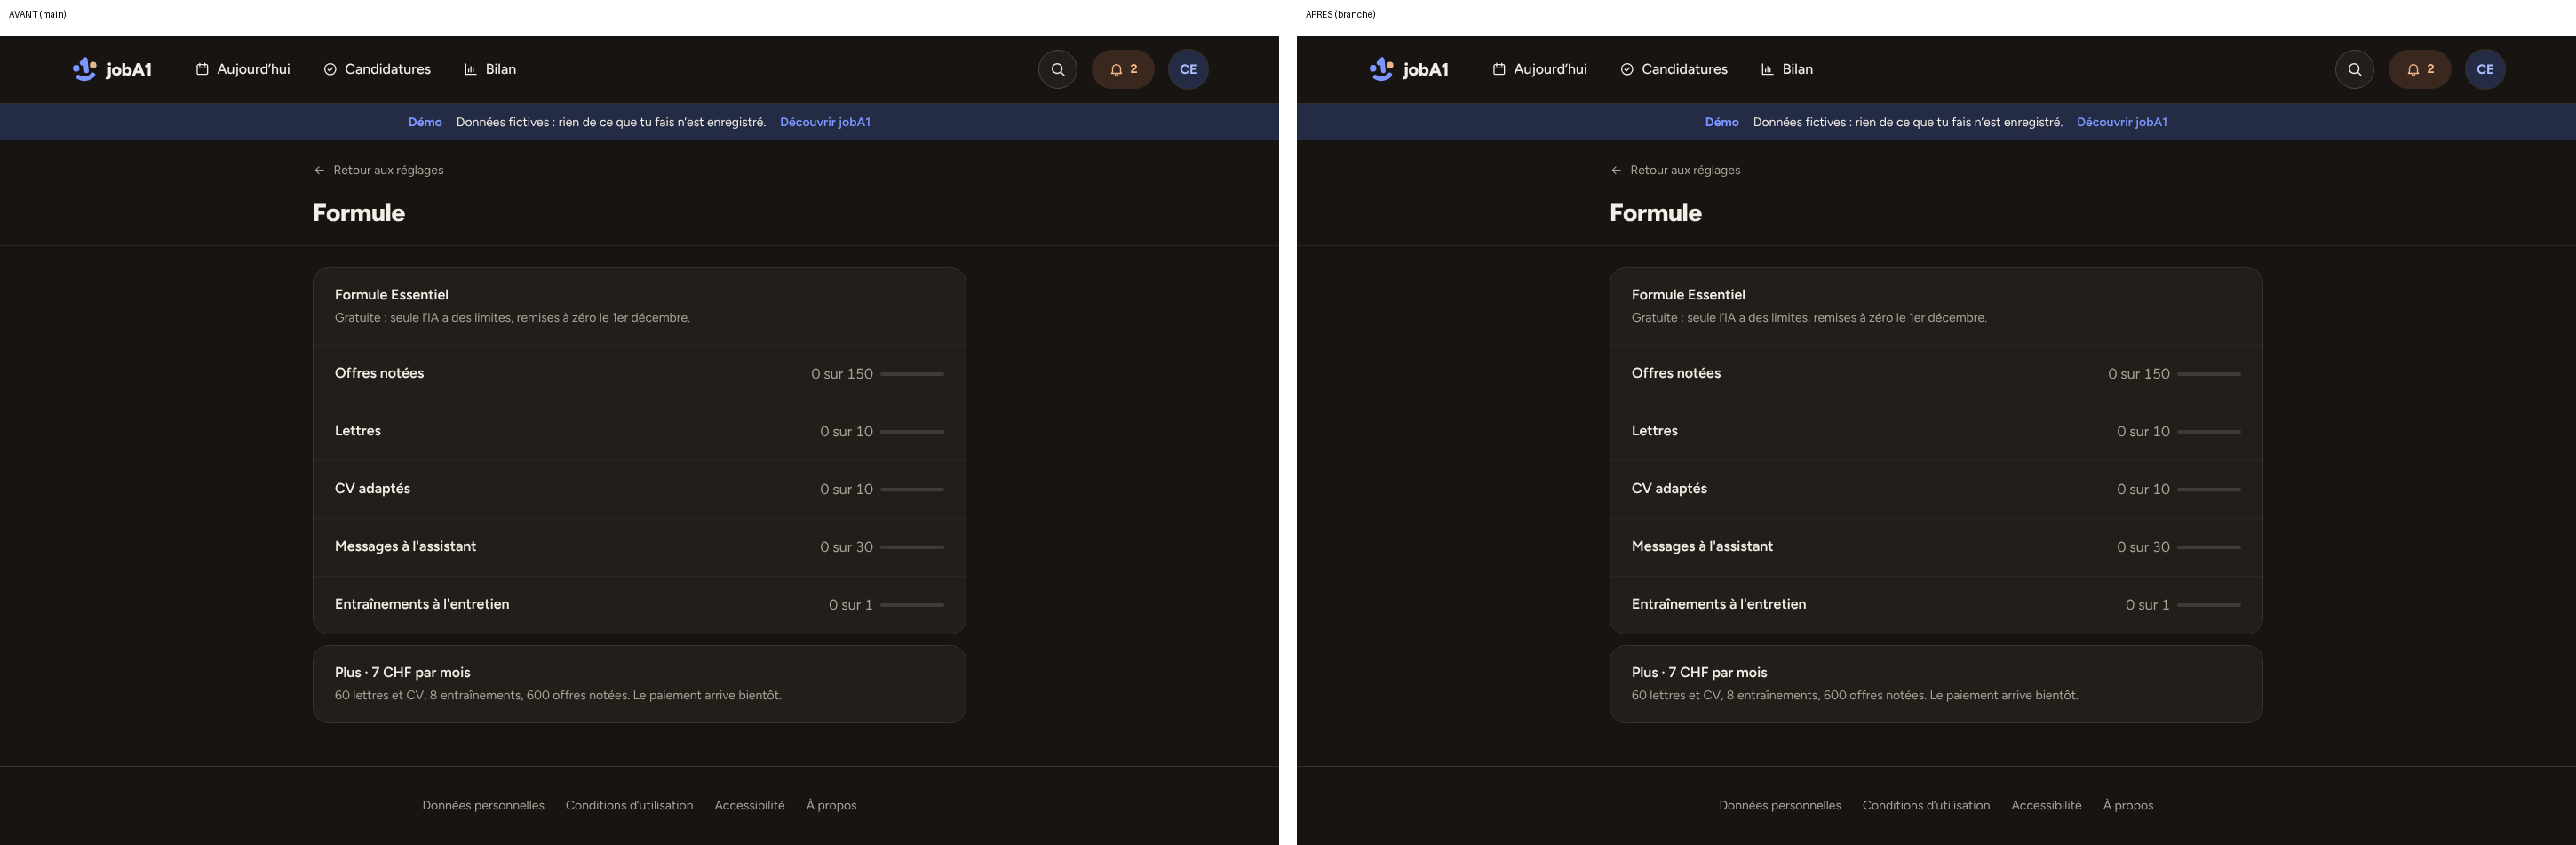 AVANT (main)
jobA1 Aujourd’hui Candidatures Bilan 2 CE
Démo Données fictives : rien de ce que tu fais n’est enregistré. Découvrir jobA1
← Retour aux réglages
Formule
Formule Essentiel
Gratuite : seule l’IA a des limites, remises à zéro le 1er décembre.
Offres notées 0 sur 150
Lettres 0 sur 10
CV adaptés 0 sur 10
Messages à l'assistant 0 sur 30
Entraînements à l'entretien 0 sur 1
Plus · 7 CHF par mois
60 lettres et CV, 8 entraînements, 600 offres notées. Le paiement arrive bientôt.
Données personnelles Conditions d’utilisation Accessibilité À propos
APRES (branche)
jobA1 Aujourd’hui Candidatures Bilan 2 CE
Démo Données fictives : rien de ce que tu fais n’est enregistré. Découvrir jobA1
← Retour aux réglages
Formule
Formule Essentiel
Gratuite : seule l’IA a des limites, remises à zéro le 1er décembre.
Offres notées 0 sur 150
Lettres 0 sur 10
CV adaptés 0 sur 10
Messages à l'assistant 0 sur 30
Entraînements à l'entretien 0 sur 1
Plus · 7 CHF par mois
60 lettres et CV, 8 entraînements, 600 offres notées. Le paiement arrive bientôt.
Données personnelles Conditions d’utilisation Accessibilité À propos